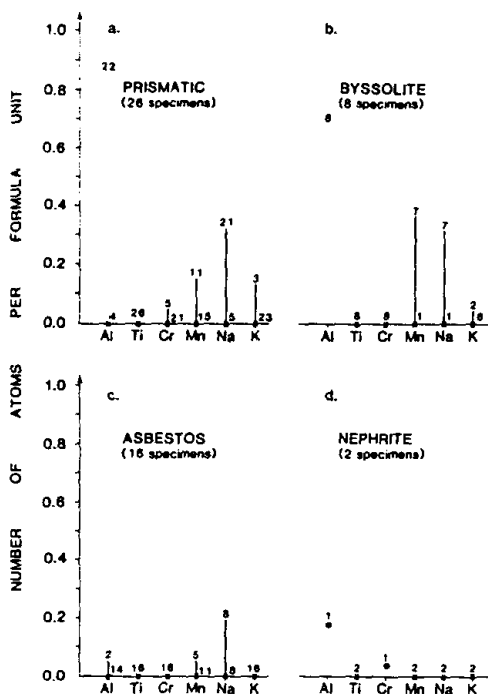 NUMBER OF ATOMS PER FORMULA UNIT
a.
PRISMATIC
(26 specimens)
1.0
0.8
0.6
0.4
0.2
0.0
22
4
26
5
21
11
15
21
5
3
23
Al Ti Cr Mn Na K
b.
BYSSOLITE
(8 specimens)
8
8
8
7
1
7
1
2
6
Al Ti Cr Mn Na K
c.
ASBESTOS
(16 specimens)
1.0
0.8
0.6
0.4
0.2
0.0
2
14
16
16
5
11
8
8
16
Al Ti Cr Mn Na K
d.
NEPHRITE
(2 specimens)
1
2
1
2
2
2
Al Ti Cr Mn Na K